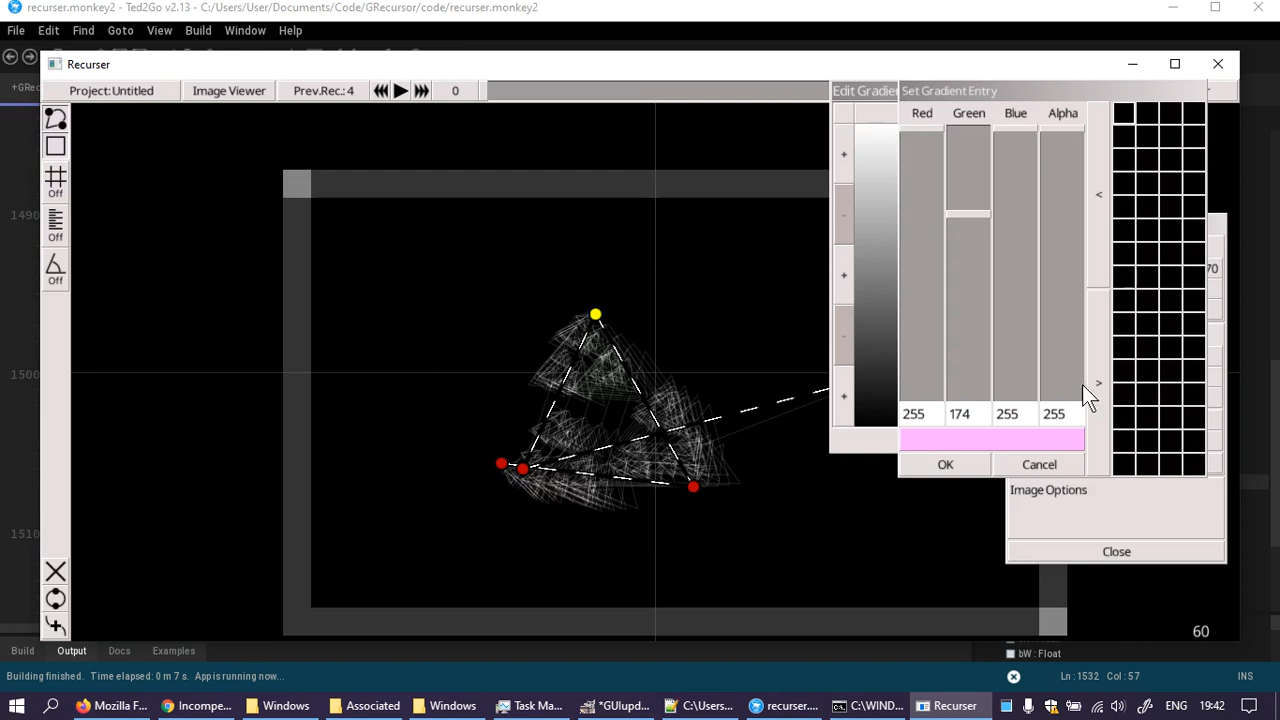 recurser.monkey2 - Ted2Go v2.13 - C:/Users/User/Documents/Code/GRecursor/code/recurser.monkey2
File Edit Find Goto View Build Window Help
+GRec
Recurser
Project:Untitled Image Viewer Prev.Rec.: 4 0
Edit Gradien Set Gradient Entry
Red Green Blue Alpha
+
-
+
-
+
<
>
Off
Off
Off
1490
1500
1510
70
255 174 255 255
OK Cancel
Image Options
Close
60
Build Output Docs Examples
bW : Float
Building finished. Time elapsed: 0 m 7 s. App is running now...
Ln : 1532 Col : 57 INS
Mozilla F... Incompe... Windows Associated Windows Task Ma... *GUIupd... C:\Users... recurser.... C:\WIND... Recurser 19:42